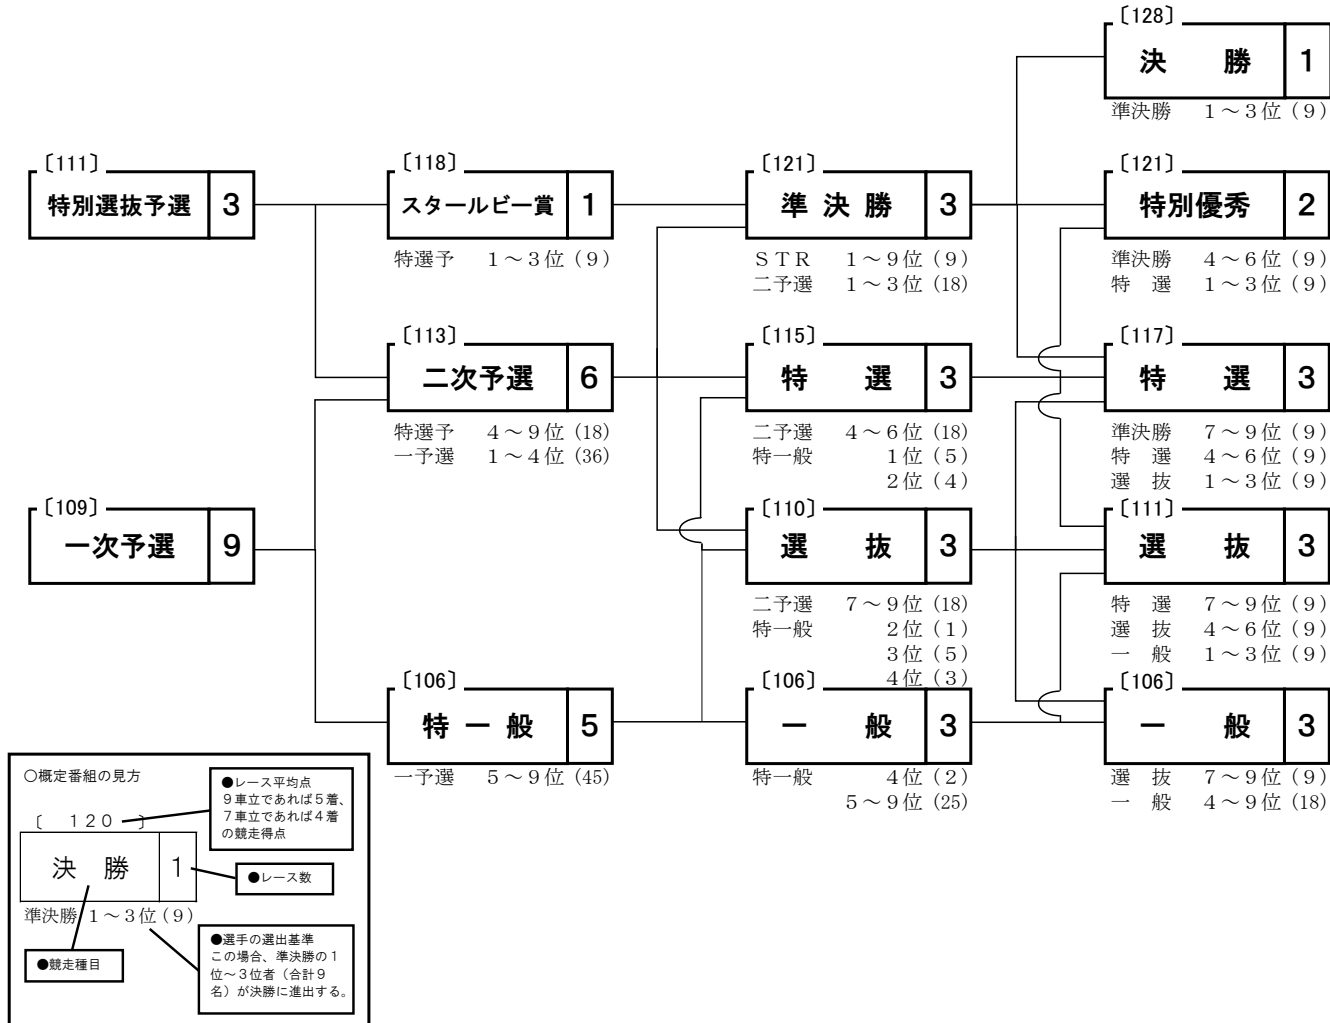 〔111〕
特別選抜予選 3
〔109〕
一次予選 9
〔118〕
スタールビー賞 1
特選予 1～3位（9）
〔113〕
二次予選 6
特選予 4～9位（18）
一予選 1～4位（36）
〔106〕
特一般 5
一予選 5～9位（45）
〔121〕
準決勝 3
ＳＴＲ 1～9位（9）
二予選 1～3位（18）
〔115〕
特 選 3
二予選 4～6位（18）
特一般 1位（5）
2位（4）
〔110〕
選 抜 3
二予選 7～9位（18）
特一般 2位（1）
3位（5）
4位（3）
〔106〕
一 般 3
特一般 4位（2）
5～9位（25）
〔128〕
決 勝 1
準決勝 1～3位（9）
〔121〕
特別優秀 2
準決勝 4～6位（9）
特 選 1～3位（9）
〔117〕
特 選 3
準決勝 7～9位（9）
特 選 4～6位（9）
選 抜 1～3位（9）
〔111〕
選 抜 3
特 選 7～9位（9）
選 抜 4～6位（9）
一 般 1～3位（9）
〔106〕
一 般 3
選 抜 7～9位（9）
一 般 4～9位（18）
○概定番組の見方
●レース平均点
９車立であれば５着、
７車立であれば４着
の競走得点
〔 120 〕
決 勝 1
●レース数
準決勝 1～3位（9）
●競走種目
●選手の選出基準
この場合、準決勝の１
位～３位者（合計９
名）が決勝に進出する。